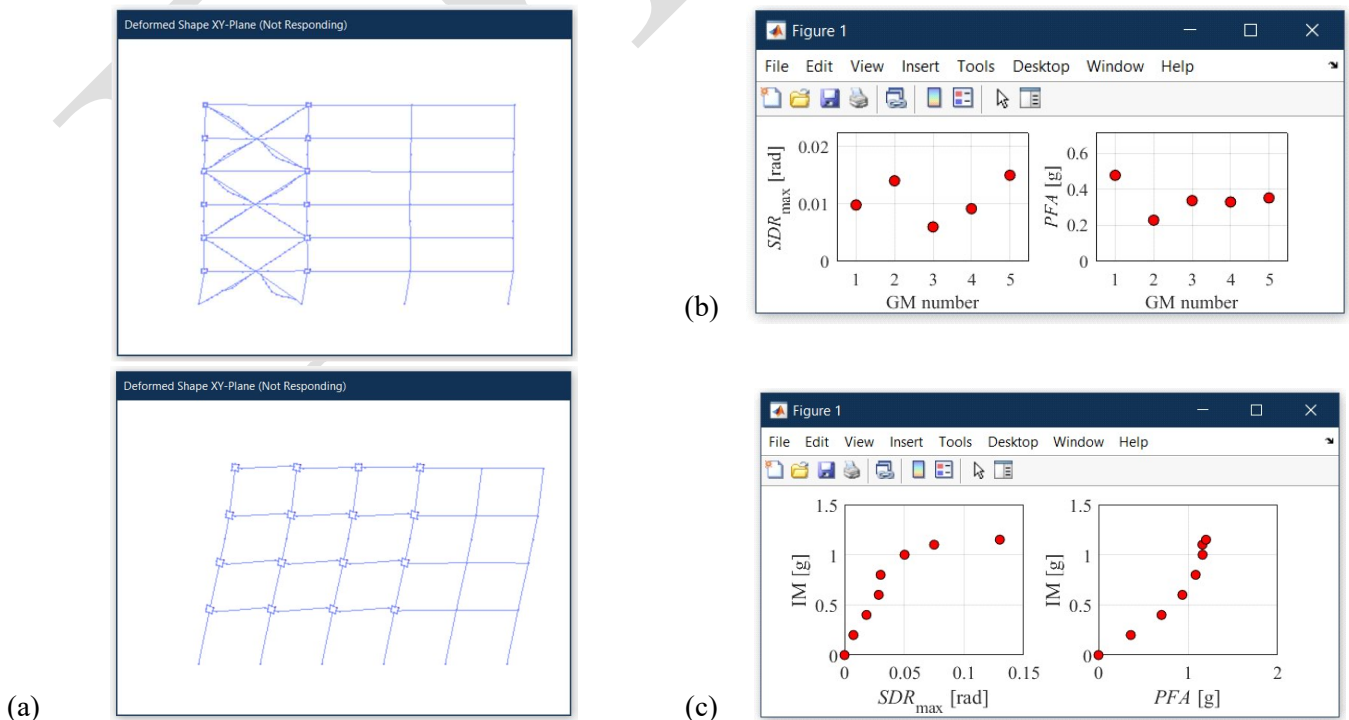 Deformed Shape XY-Plane (Not Responding)
Deformed Shape XY-Plane (Not Responding)
(a)
Figure 1
File Edit View Insert Tools Desktop Window Help
SDRmax [rad]
0.02
0.01
0
1 2 3 4 5
GM number
PFA [g]
0.6
0.4
0.2
0
1 2 3 4 5
GM number
(b)
Figure 1
File Edit View Insert Tools Desktop Window Help
IM [g]
1.5
1
0.5
0
0 0.05 0.1 0.15
SDRmax [rad]
IM [g]
1.5
1
0.5
0
0 1 2
PFA [g]
(c)